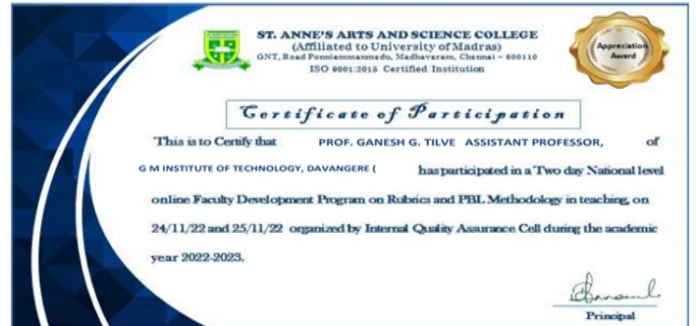 ST. ANNE'S ARTS AND SCIENCE COLLEGE
(Affiliated to University of Madras)
GNT, Road Ponniammanmedu, Madhavaram, Chennai - 600110
ISO 9001:2015 Certified Institution
Appreciation
Award
Certificate of Participation
This is to Certify that PROF. GANESH G. TILVE ASSISTANT PROFESSOR, of
G M INSTITUTE OF TECHNOLOGY, DAVANGERE ( has participated in a Two day National level
online Faculty Development Program on Rubrics and PBL Methodology in teaching, on
24/11/22 and 25/11/22 organized by Internal Quality Assurance Cell during the academic
year 2022-2023.
Principal